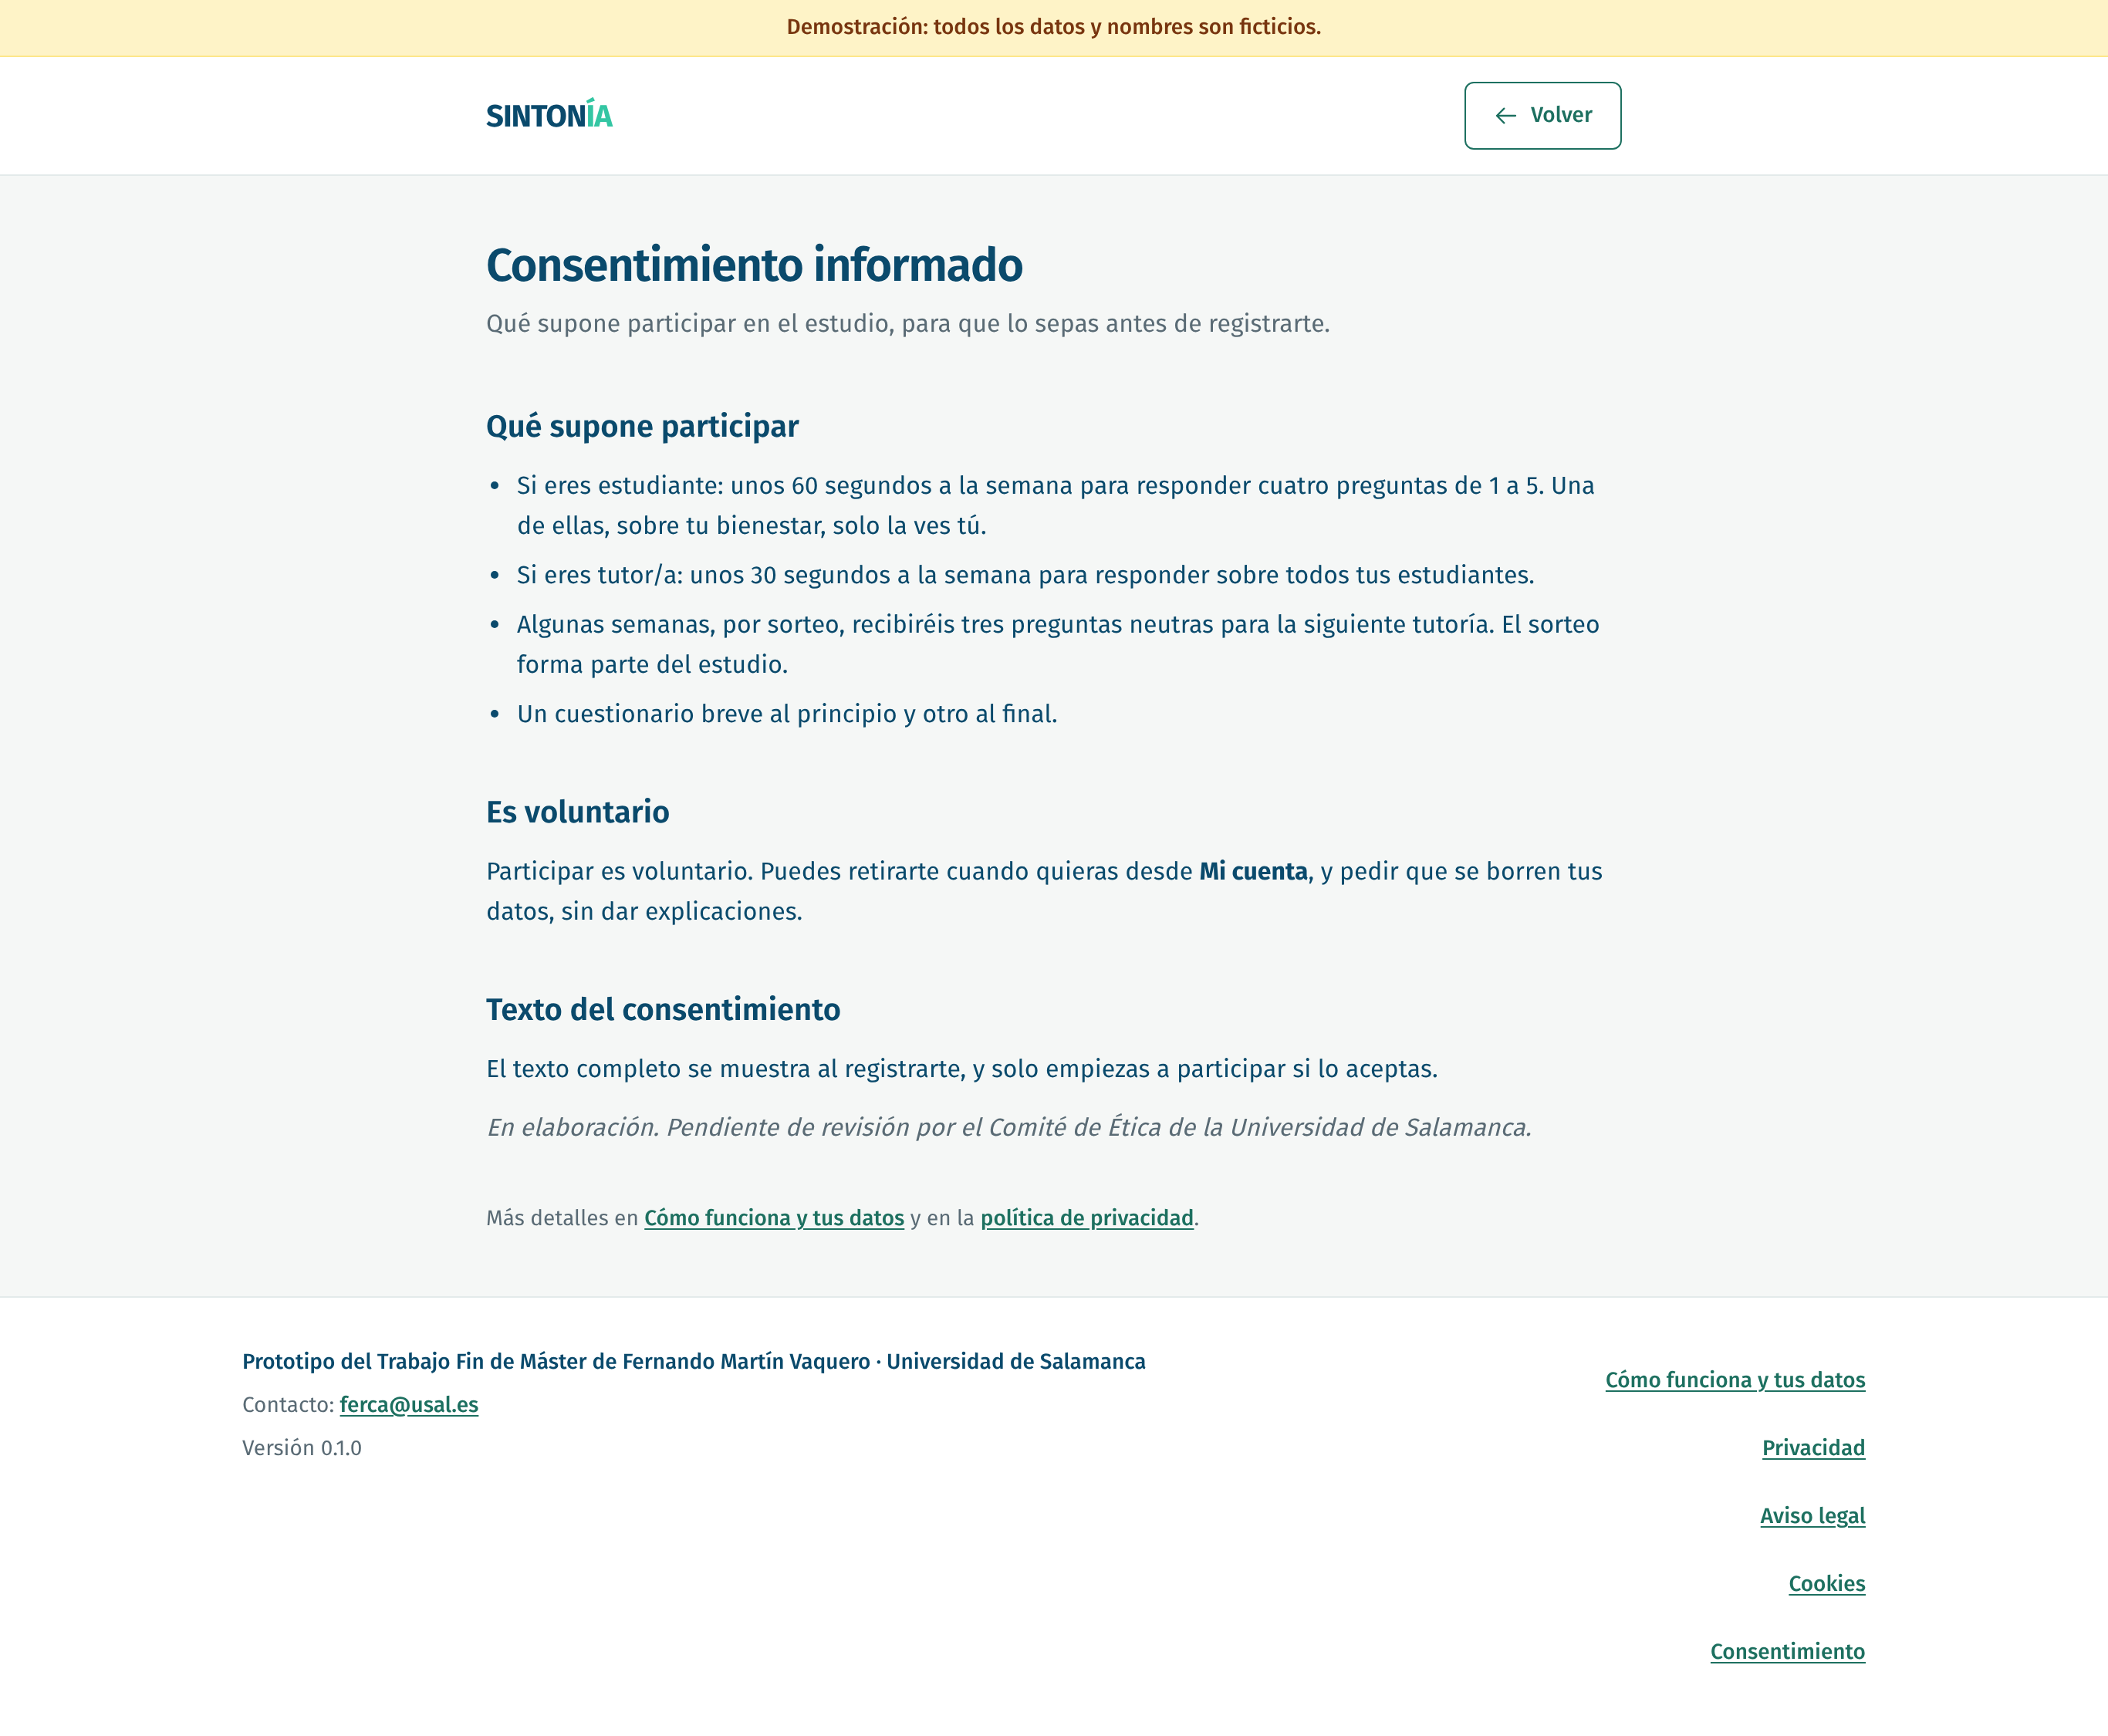 Demostración: todos los datos y nombres son ficticios.
SINTONÍA
← Volver
Consentimiento informado
Qué supone participar en el estudio, para que lo sepas antes de registrarte.
Qué supone participar
• Si eres estudiante: unos 60 segundos a la semana para responder cuatro preguntas de 1 a 5. Una
de ellas, sobre tu bienestar, solo la ves tú.
• Si eres tutor/a: unos 30 segundos a la semana para responder sobre todos tus estudiantes.
• Algunas semanas, por sorteo, recibiréis tres preguntas neutras para la siguiente tutoría. El sorteo
forma parte del estudio.
• Un cuestionario breve al principio y otro al final.
Es voluntario
Participar es voluntario. Puedes retirarte cuando quieras desde Mi cuenta, y pedir que se borren tus
datos, sin dar explicaciones.
Texto del consentimiento
El texto completo se muestra al registrarte, y solo empiezas a participar si lo aceptas.
En elaboración. Pendiente de revisión por el Comité de Ética de la Universidad de Salamanca.
Más detalles en Cómo funciona y tus datos y en la política de privacidad.
Prototipo del Trabajo Fin de Máster de Fernando Martín Vaquero · Universidad de Salamanca
Contacto: ferca@usal.es
Versión 0.1.0
Cómo funciona y tus datos
Privacidad
Aviso legal
Cookies
Consentimiento